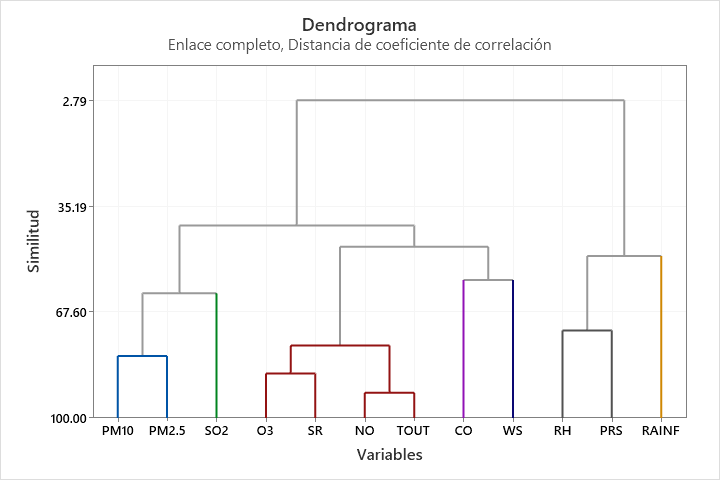 Dendrograma
Enlace completo, Distancia de coeficiente de correlación
2.79
35.19
67.60
100.00
Similitud
PM10 PM2.5 SO2 O3 SR NO TOUT CO WS RH PRS RAINF
Variables